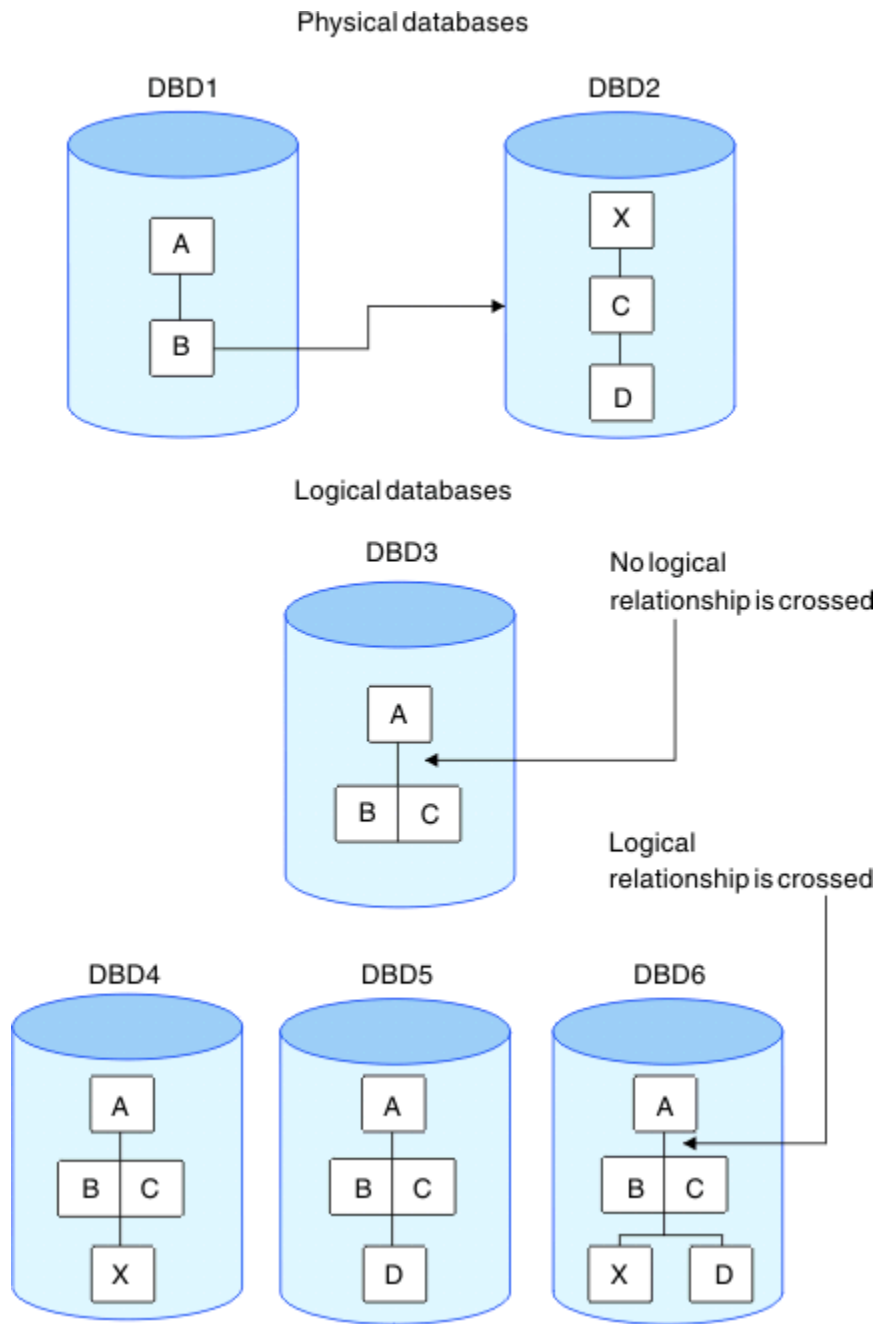 Physical databases
DBD1
DBD2
A
B
X
C
D
Logical databases
DBD3
No logical
relationship is crossed
A
B C
Logical
relationship is crossed
DBD4
DBD5
DBD6
A
B C
X
A
B C
D
A
B C
X D